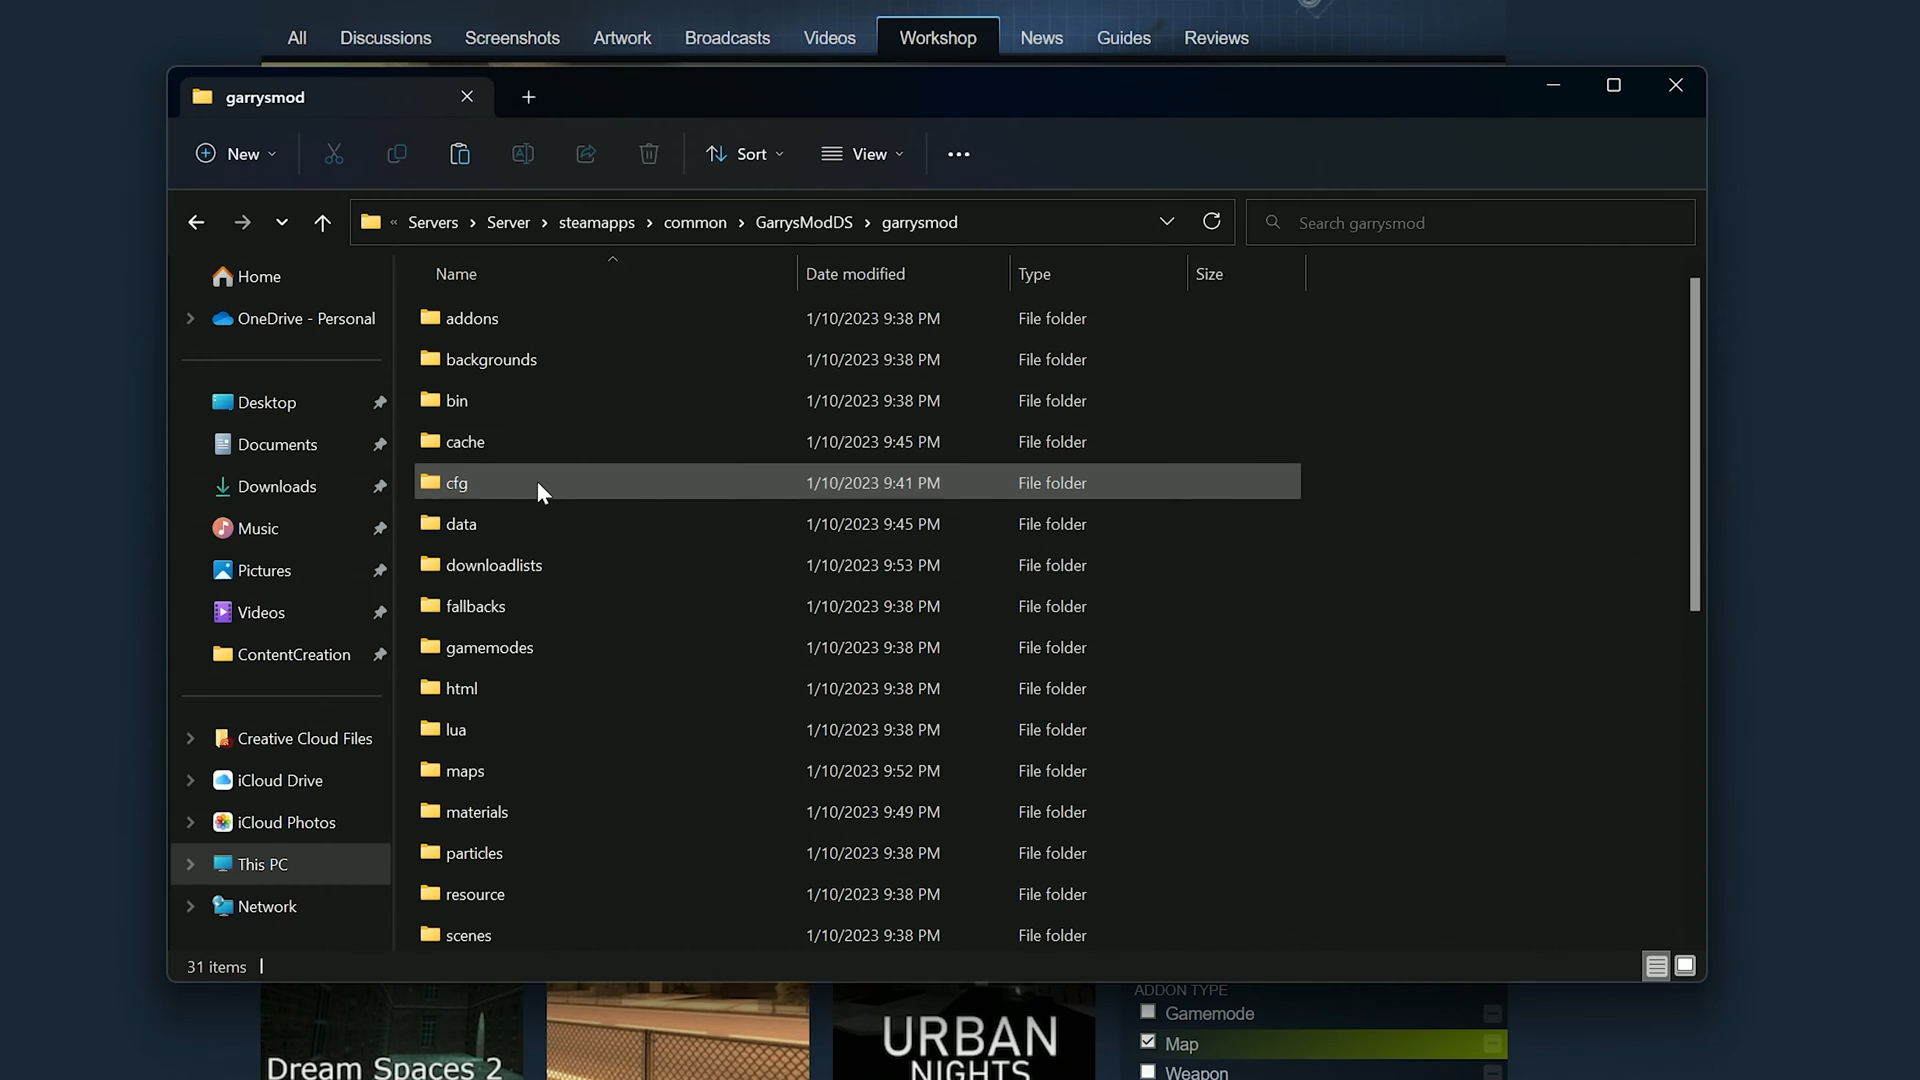 All Discussions Screenshots Artwork Broadcasts Videos Workshop News Guides Reviews
garrysmod
New Sort View
« Servers › Server › steamapps › common › GarrysModDS › garrysmod
Search garrysmod
Home
OneDrive - Personal
Desktop
Documents
Downloads
Music
Pictures
Videos
ContentCreation
Creative Cloud Files
iCloud Drive
iCloud Photos
This PC
Network
Name Date modified Type Size
addons 1/10/2023 9:38 PM File folder
backgrounds 1/10/2023 9:38 PM File folder
bin 1/10/2023 9:38 PM File folder
cache 1/10/2023 9:45 PM File folder
cfg 1/10/2023 9:41 PM File folder
data 1/10/2023 9:45 PM File folder
downloadlists 1/10/2023 9:53 PM File folder
fallbacks 1/10/2023 9:38 PM File folder
gamemodes 1/10/2023 9:38 PM File folder
html 1/10/2023 9:38 PM File folder
lua 1/10/2023 9:38 PM File folder
maps 1/10/2023 9:52 PM File folder
materials 1/10/2023 9:49 PM File folder
particles 1/10/2023 9:38 PM File folder
resource 1/10/2023 9:38 PM File folder
scenes 1/10/2023 9:38 PM File folder
31 items
Dream Spaces 2
URBAN
NIGHTS
ADDON TYPE
Gamemode
Map
Weapon